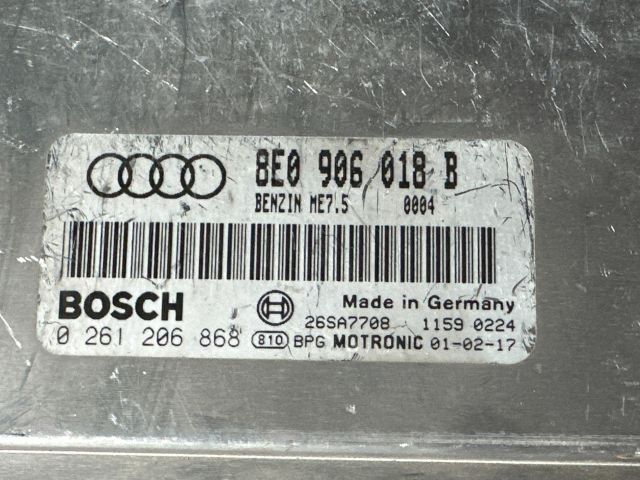 8E0 906 018 B
BENZIN ME7.5 0004
BOSCH Made in Germany
0 261 206 868 26SA7708 1159 0224
810 BPG MOTRONIC 01-02-17